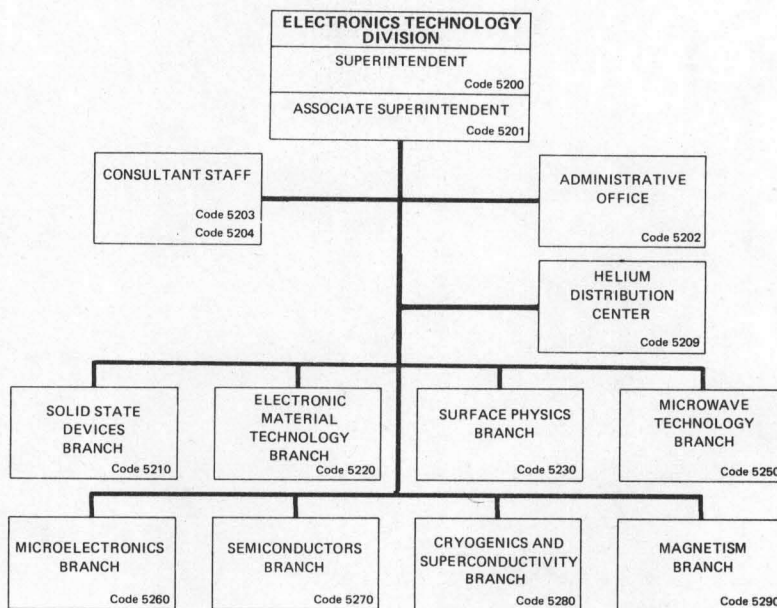 ELECTRONICS TECHNOLOGY
DIVISION
SUPERINTENDENT
Code 5200
ASSOCIATE SUPERINTENDENT
Code 5201
CONSULTANT STAFF
Code 5203
Code 5204
ADMINISTRATIVE
OFFICE
Code 5202
HELIUM
DISTRIBUTION
CENTER
Code 5209
SOLID STATE
DEVICES
BRANCH
Code 5210
ELECTRONIC
MATERIAL
TECHNOLOGY
BRANCH
Code 5220
SURFACE PHYSICS
BRANCH
Code 5230
MICROWAVE
TECHNOLOGY
BRANCH
Code 5250
MICROELECTRONICS
BRANCH
Code 5260
SEMICONDUCTORS
BRANCH
Code 5270
CRYOGENICS AND
SUPERCONDUCTIVITY
BRANCH
Code 5280
MAGNETISM
BRANCH
Code 5290